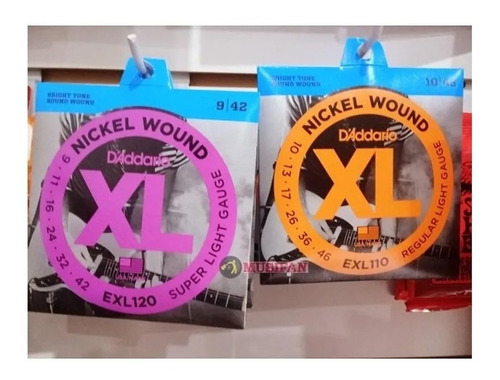 BRIGHT TONE
ROUND WOUND
9|42
NICKEL WOUND
D'Addario
XL
9 · 11 · 16 · 24 · 32 · 42
EXL120
SUPER LIGHT GAUGE
BRIGHT TONE
ROUND WOUND
10|46
NICKEL WOUND
D'Addario
XL
10 · 13 · 17 · 26 · 36 · 46
EXL110
REGULAR LIGHT GAUGE
MUSIFAN